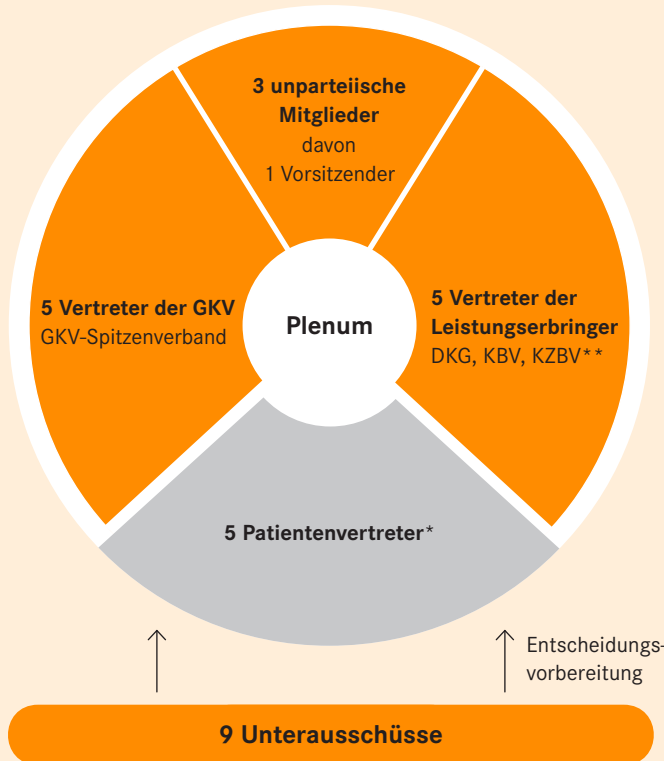 3 unparteiische
Mitglieder
davon
1 Vorsitzender
5 Vertreter der GKV
GKV-Spitzenverband
Plenum
5 Vertreter der
Leistungserbringer
DKG, KBV, KZBV**
5 Patientenvertreter*
Entscheidungs-
vorbereitung
9 Unterausschüsse